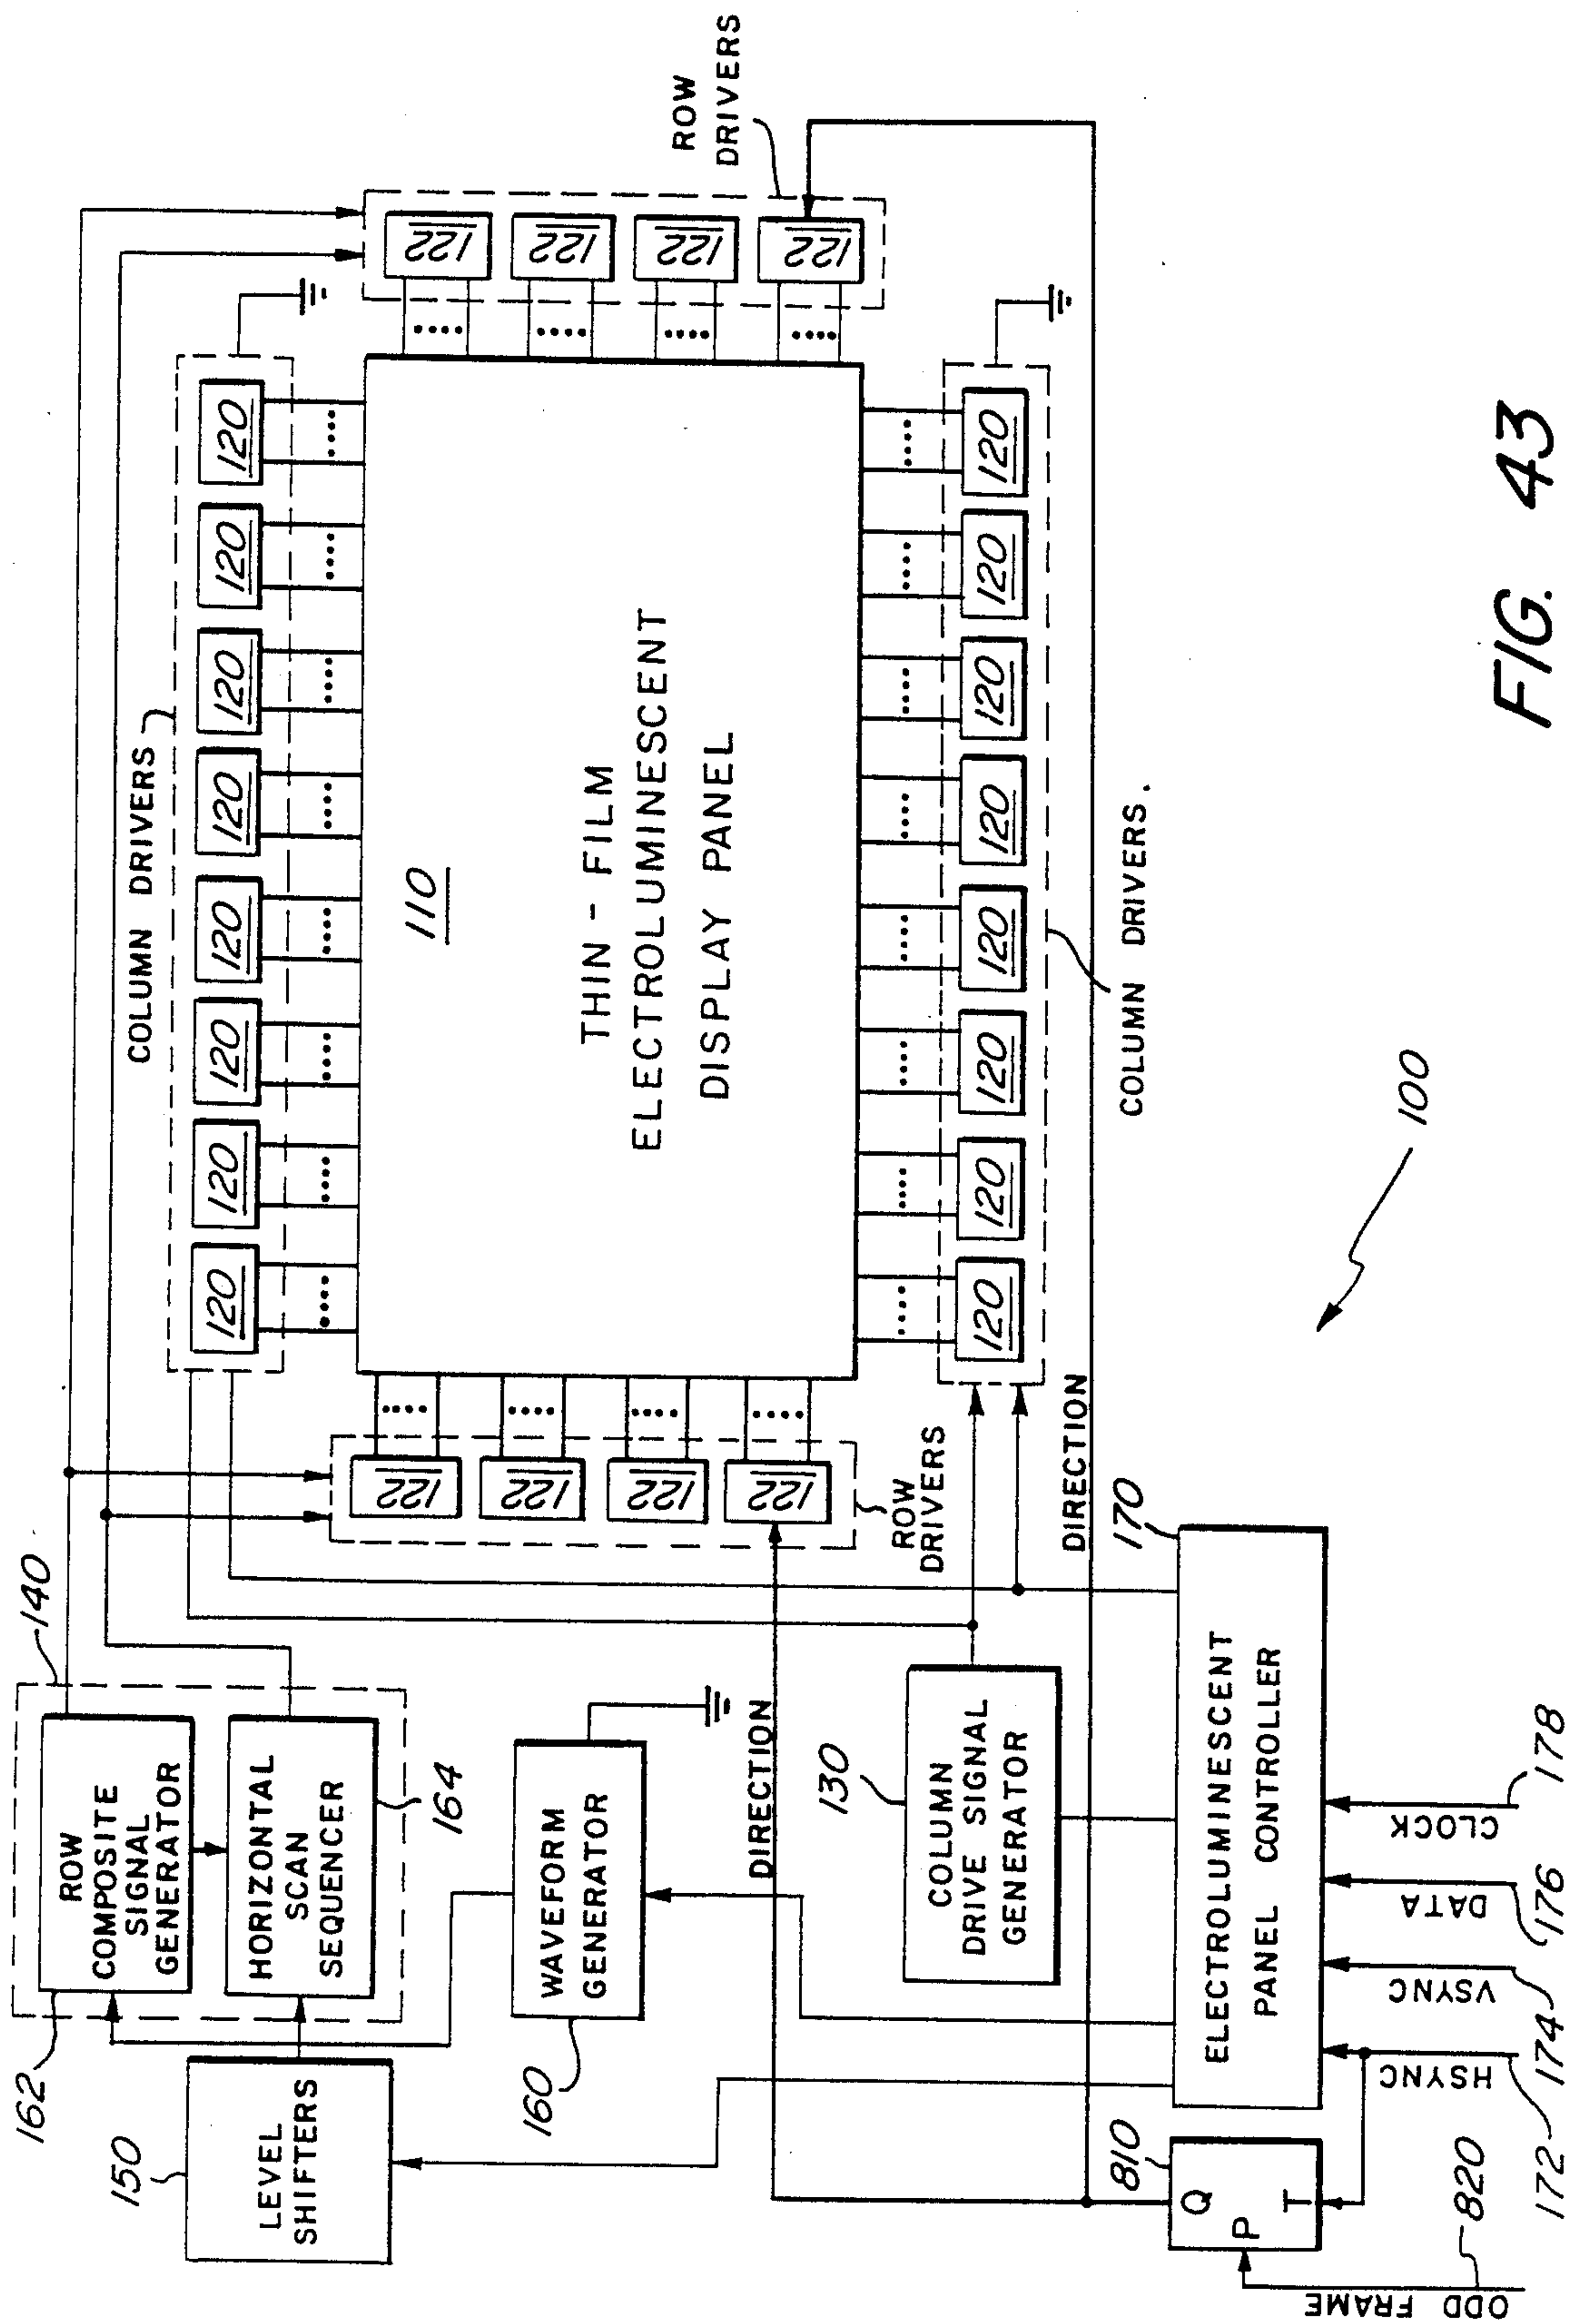 140
162
ROW
COMPOSITE
SIGNAL
GENERATOR
HORIZONTAL
SCAN
SEQUENCER
164
150
LEVEL
SHIFTERS
WAVEFORM
GENERATOR
160
DIRECTION
130
COLUMN
DRIVE SIGNAL
GENERATOR
ELECTROLUMINESCENT
PANEL CONTROLLER
170
DIRECTION
810
Q
P
T
HSYNC
VSYNC
DATA
CLOCK
172
174
176
178
820
ODD FRAME
COLUMN DRIVERS
120
120
120
120
120
120
120
120
ROW
DRIVERS
122
122
122
122
110
THIN - FILM
ELECTROLUMINESCENT
DISPLAY PANEL
122
122
122
122
ROW
DRIVERS
120
120
120
120
120
120
120
120
COLUMN DRIVERS.
100
FIG. 43